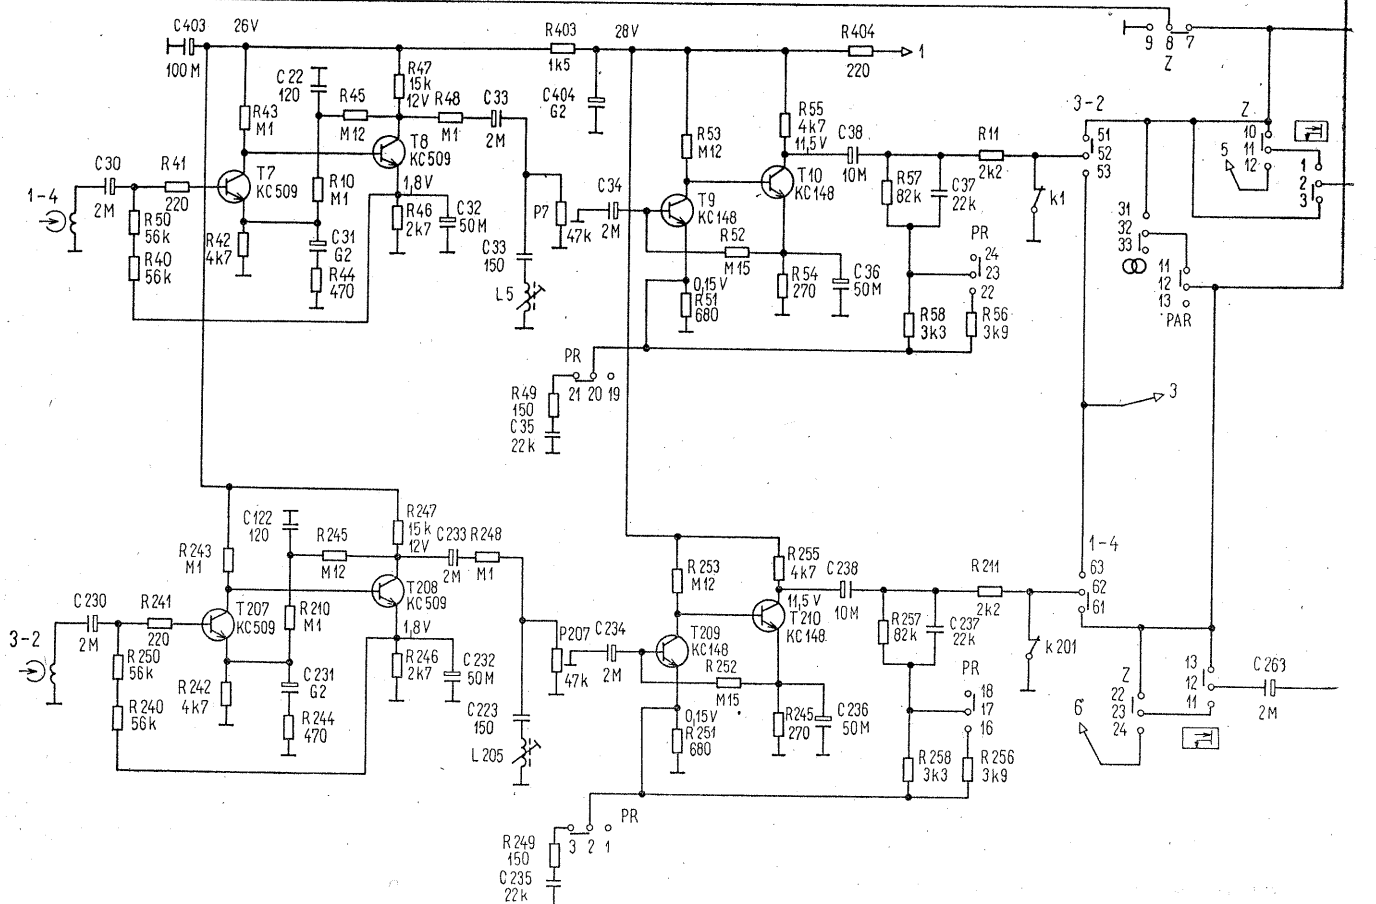 C403
26V
100M
R403
1k5
28V
R404
220
1
9
8
7
Z
C22
120
R45
M12
R47
15k
12V
R48
M1
C33
2M
C404
G2
R43
M1
T8
KC509
R53
M12
R55
4k7
11,5V
C38
10M
R11
2k2
3-2
51
52
53
Z
10
11
12
5
1
2
3
C30
2M
R41
220
T7
KC509
R10
M1
1,8V
R46
2k7
C32
50M
1-4
R50
56k
R40
56k
R42
4k7
C31
G2
R44
470
P7
47k
C34
2M
T9
KC148
T10
KC148
R57
82k
C37
22k
k1
31
32
33
11
12
13
PAR
C33
150
L5
R52
M15
0,15V
R51
680
R54
270
C36
50M
PR
24
23
22
R58
3k3
R56
3k9
PR
21 20 19
R49
150
C35
22k
3
C122
120
R245
M12
R247
15k
12V
C233
2M
R248
M1
R243
M1
T208
KC509
R253
M12
R255
4k7
11,5V
C238
10M
R211
2k2
1-4
63
62
61
C230
2M
R241
220
T207
KC509
R210
M1
1,8V
3-2
R250
56k
R240
56k
R242
4k7
C231
G2
R244
470
R246
2k7
C232
50M
P207
47k
C234
2M
T209
KC148
T210
KC148
R257
82k
C237
22k
k201
C223
150
L205
R252
M15
0,15V
R251
680
R245
270
C236
50M
PR
18
17
16
R258
3k3
R256
3k9
Z
22
23
24
6
13
12
11
C263
2M
PR
3 2 1
R249
150
C235
22k